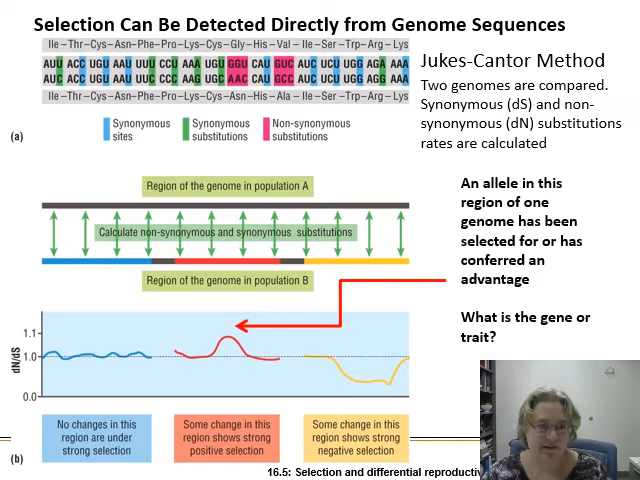 Selection Can Be Detected Directly from Genome Sequences
Ile – Thr – Cys – Asn – Phe – Pro – Lys – Cys – Gly – His – Val – Ile – Ser – Trp – Arg – Lys
AUU ACC UGU AAU UUU CCU AAA UGU GGU CAU GUC AUC UCU UGG AGA AAA
AUC ACC UGU AAU UUC CCC AAG UGC AAC CAU GCC AUC UCU UGG AGG AAA
Ile – Thr – Cys – Asn – Phe – Pro – Lys – Cys – Asn – His – Ala – Ile – Ser – Trp – Arg – Lys
(a)
Synonymous sites
Synonymous substitutions
Non-synonymous substitutions
Jukes-Cantor Method
Two genomes are compared.
Synonymous (dS) and non-
synonymous (dN) substitutions
rates are calculated
Region of the genome in population A
Calculate non-synonymous and synonymous substitutions
Region of the genome in population B
An allele in this
region of one
genome has been
selected for or has
conferred an
advantage
What is the gene or
trait?
dN/dS
1.1
1.0
0.0
No changes in this
region are under
strong selection
Some change in this
region shows strong
positive selection
Some change in this
region shows strong
negative selection
(b)
16.5: Selection and differential